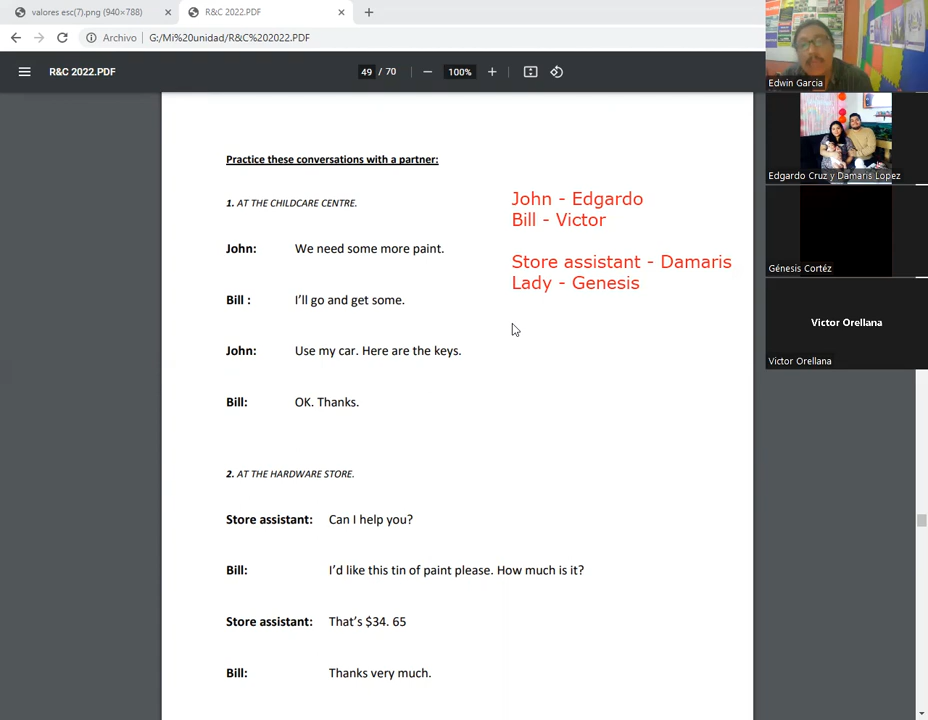 valores esc(7).png (940×788)
R&C 2022.PDF
Archivo
G:/Mi%20unidad/R&C%202022.PDF
R&C 2022.PDF
49 / 70
100%
Practice these conversations with a partner:
1. AT THE CHILDCARE CENTRE.
John: We need some more paint.
Bill : I'll go and get some.
John: Use my car. Here are the keys.
Bill: OK. Thanks.
2. AT THE HARDWARE STORE.
Store assistant: Can I help you?
Bill: I'd like this tin of paint please. How much is it?
Store assistant: That's $34. 65
Bill: Thanks very much.
John - Edgardo
Bill - Victor
Store assistant - Damaris
Lady - Genesis
Edwin Garcia
Edgardo Cruz y Damaris Lopez
Génesis Cortéz
Victor Orellana
Victor Orellana